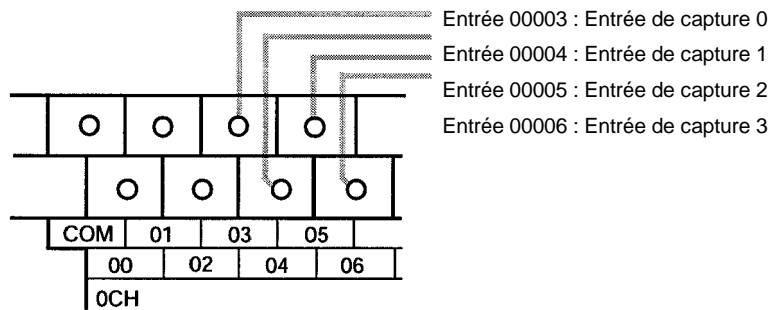 Entrée 00003 : Entrée de capture 0
Entrée 00004 : Entrée de capture 1
Entrée 00005 : Entrée de capture 2
Entrée 00006 : Entrée de capture 3
COM 01 03 05
00 02 04 06
0CH